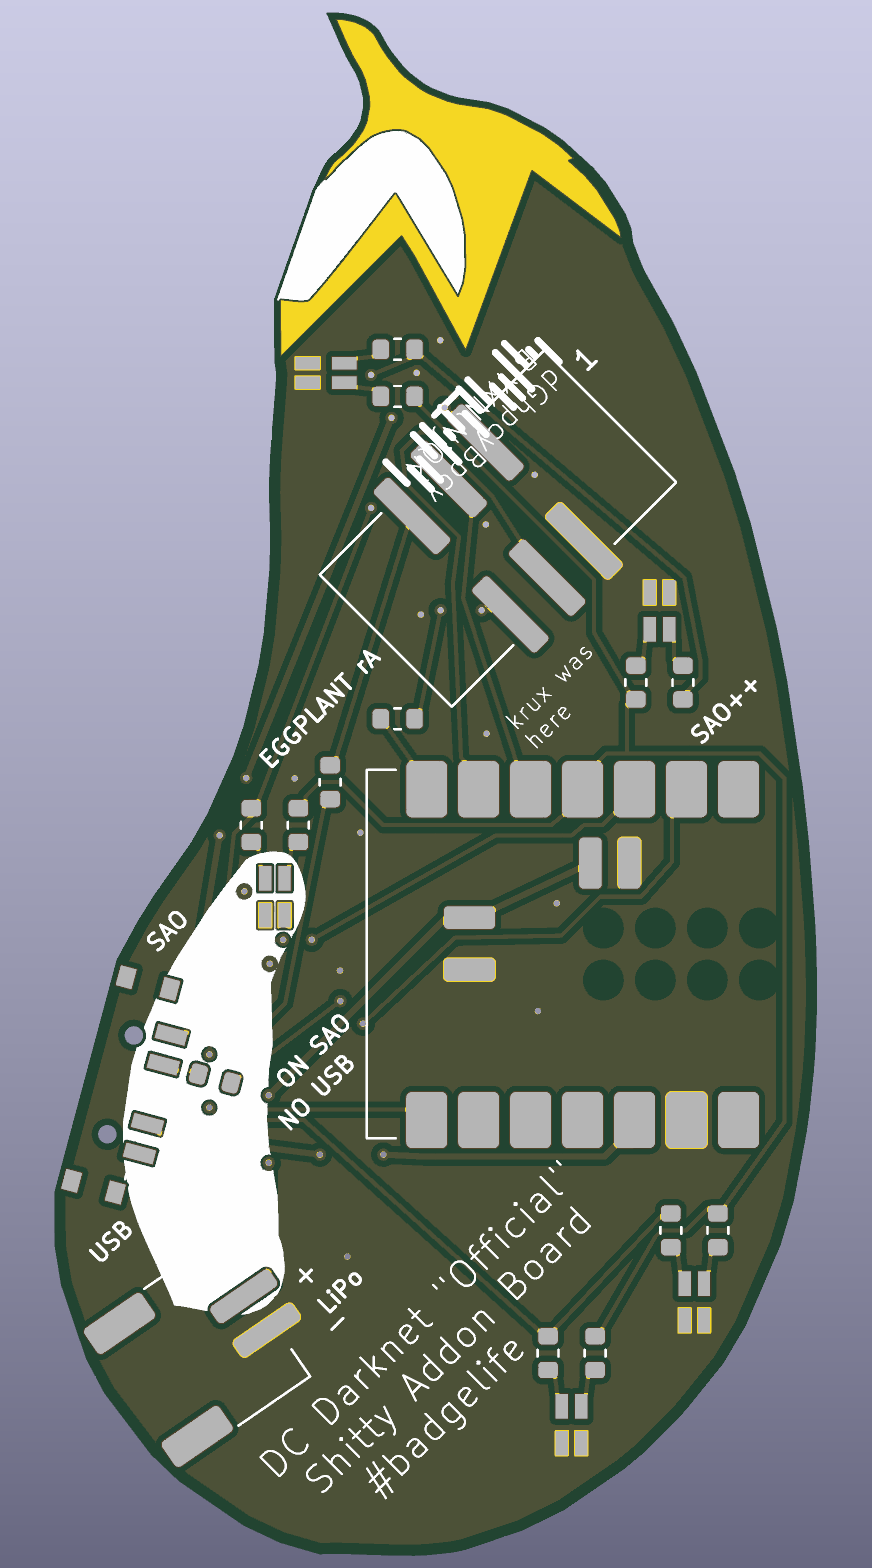 1
EGGPLANT rA
krux was
here
SAO++
SAO
ON SAO
NO USB
USB
+
LiPo
-
DC Darknet "Official"
Shitty Addon Board
#badgelife